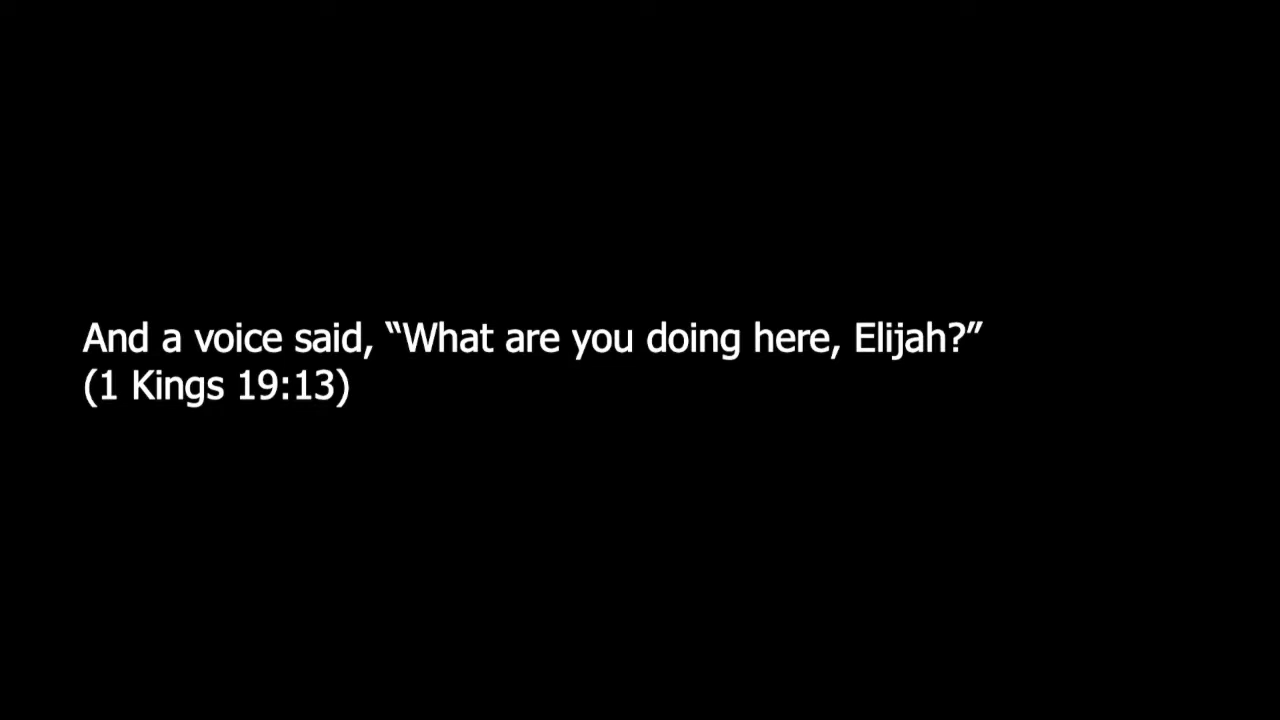 And a voice said, “What are you doing here, Elijah?”
(1 Kings 19:13)